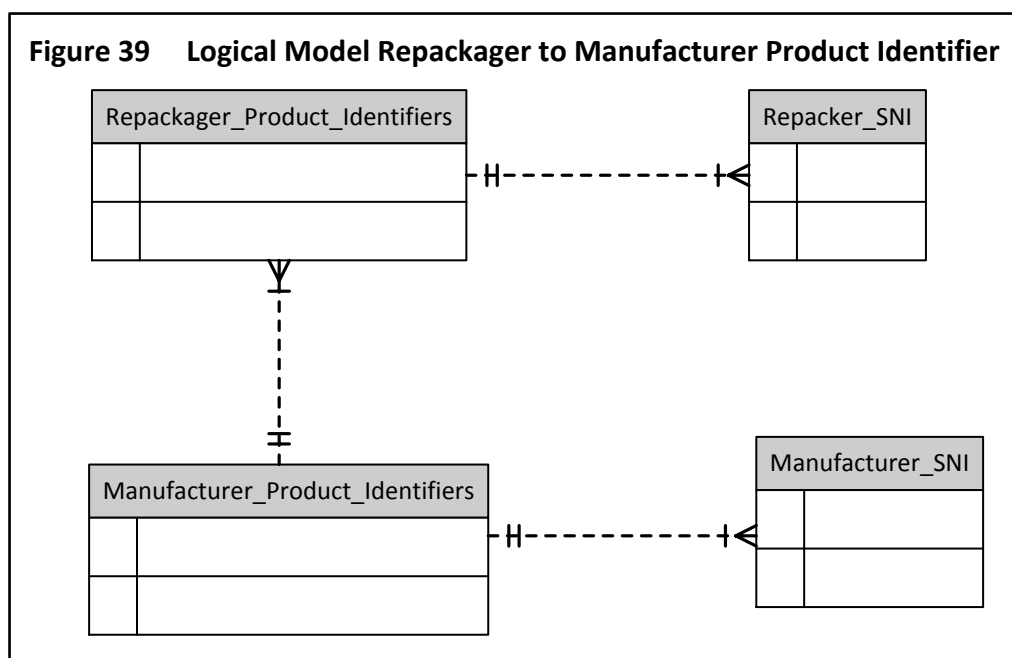 Figure 39 Logical Model Repackager to Manufacturer Product Identifier
Repackager_Product_Identifiers
Repacker_SNI
Manufacturer_Product_Identifiers
Manufacturer_SNI